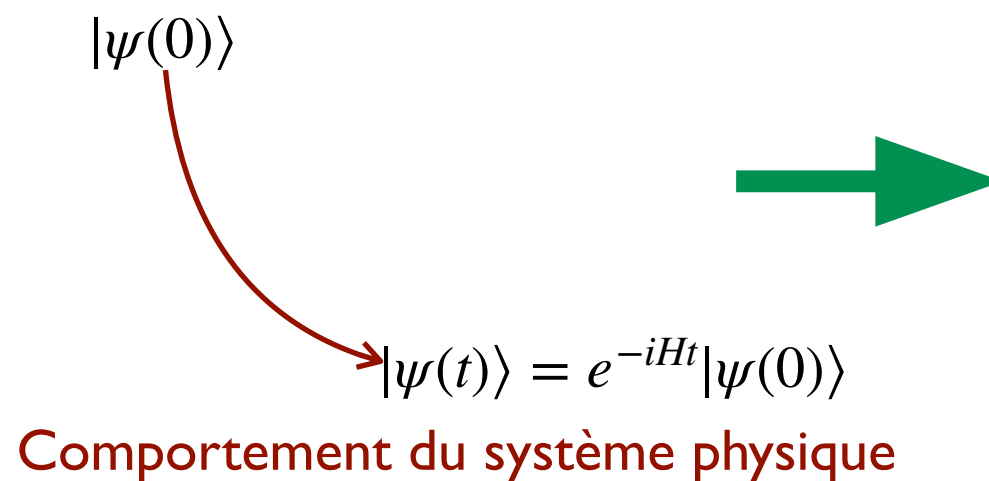 |ψ(0)⟩
|ψ(t)⟩ = e^{−iHt}|ψ(0)⟩
Comportement du système physique